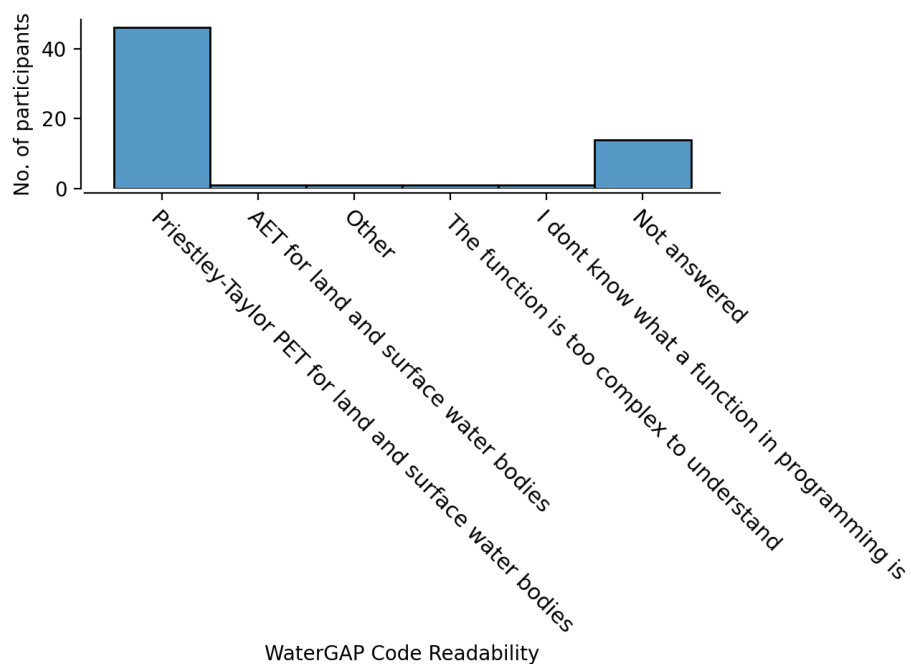 No. of participants
40
20
0
Priestley-Taylor PET for land and surface water bodies
AET for land and surface water bodies
Other
The function is too complex to understand
I dont know what a function in programming is
Not answered
WaterGAP Code Readability